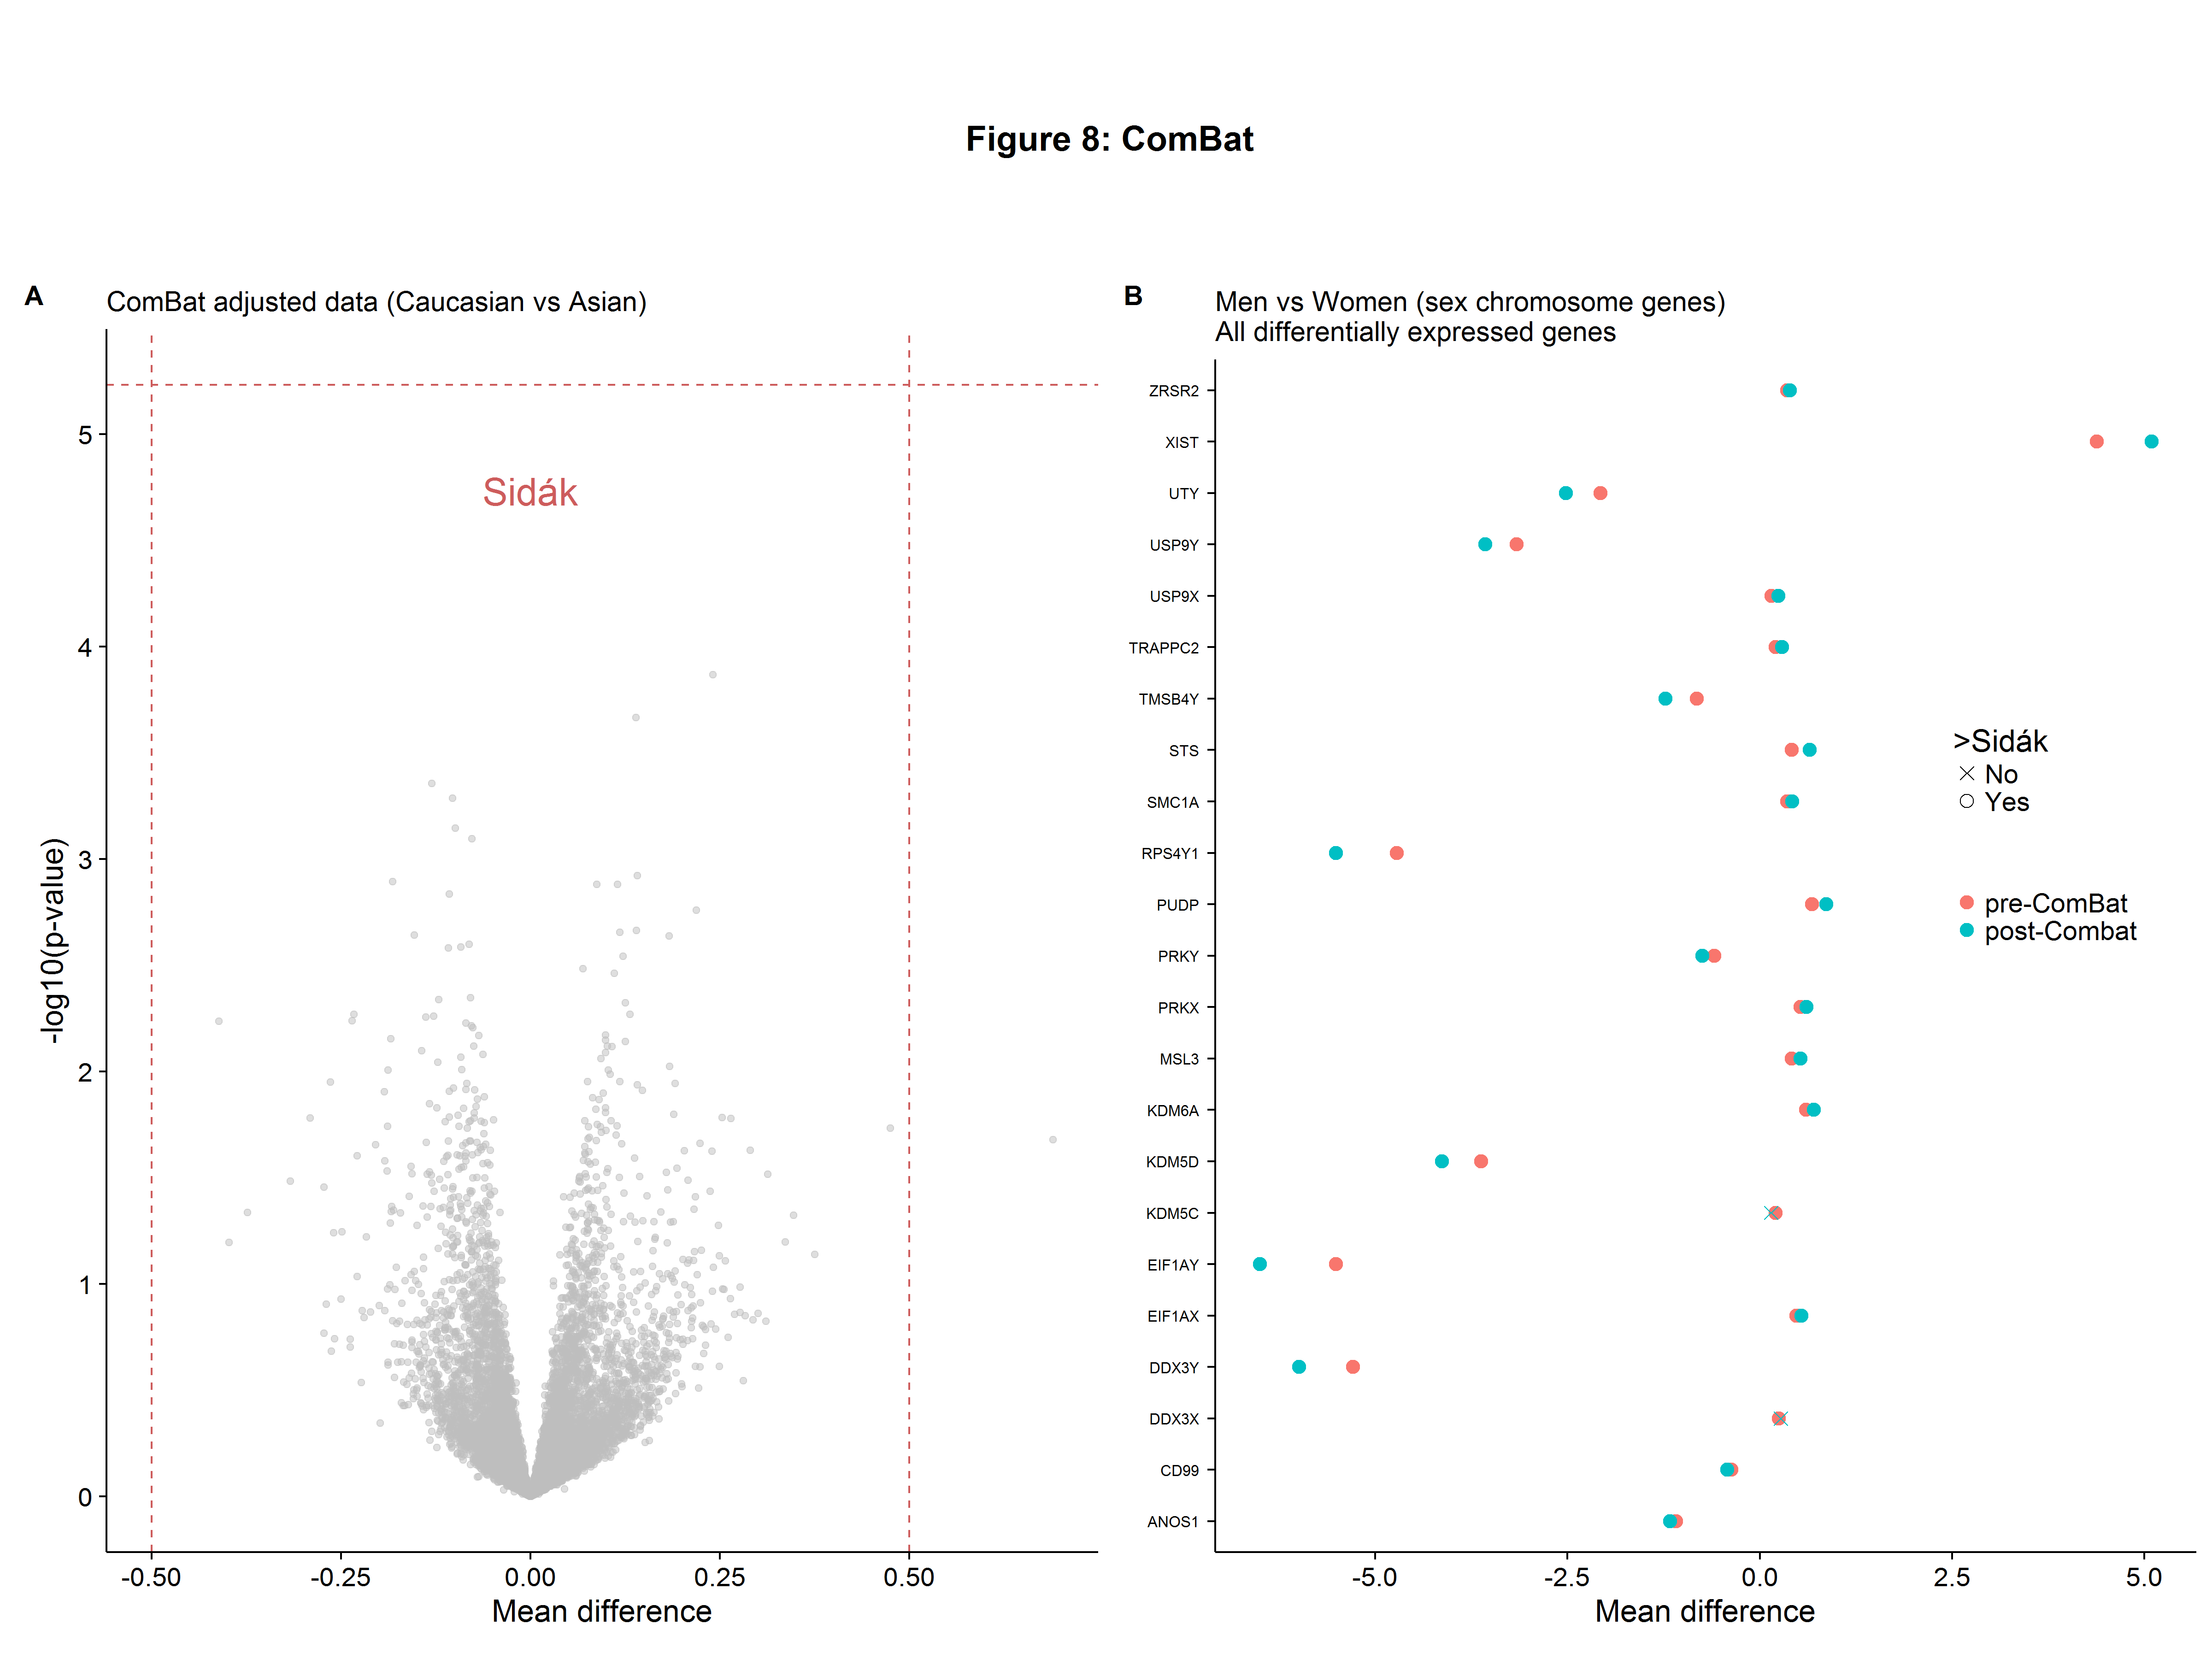 Figure 8: ComBat
A
ComBat adjusted data (Caucasian vs Asian)
Sidák
-log10(p-value)
5
4
3
2
1
0
-0.50
-0.25
0.00
0.25
0.50
Mean difference
B
Men vs Women (sex chromosome genes)
All differentially expressed genes
ZRSR2
XIST
UTY
USP9Y
USP9X
TRAPPC2
TMSB4Y
STS
SMC1A
RPS4Y1
PUDP
PRKY
PRKX
MSL3
KDM6A
KDM5D
KDM5C
EIF1AY
EIF1AX
DDX3Y
DDX3X
CD99
ANOS1
-5.0
-2.5
0.0
2.5
5.0
Mean difference
>Sidák
No
Yes
pre-ComBat
post-Combat